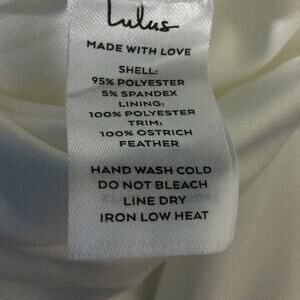 Lulus
MADE WITH LOVE
SHELL:
95% POLYESTER
5% SPANDEX
LINING:
100% POLYESTER
TRIM:
100% OSTRICH
FEATHER
HAND WASH COLD
DO NOT BLEACH
LINE DRY
IRON LOW HEAT